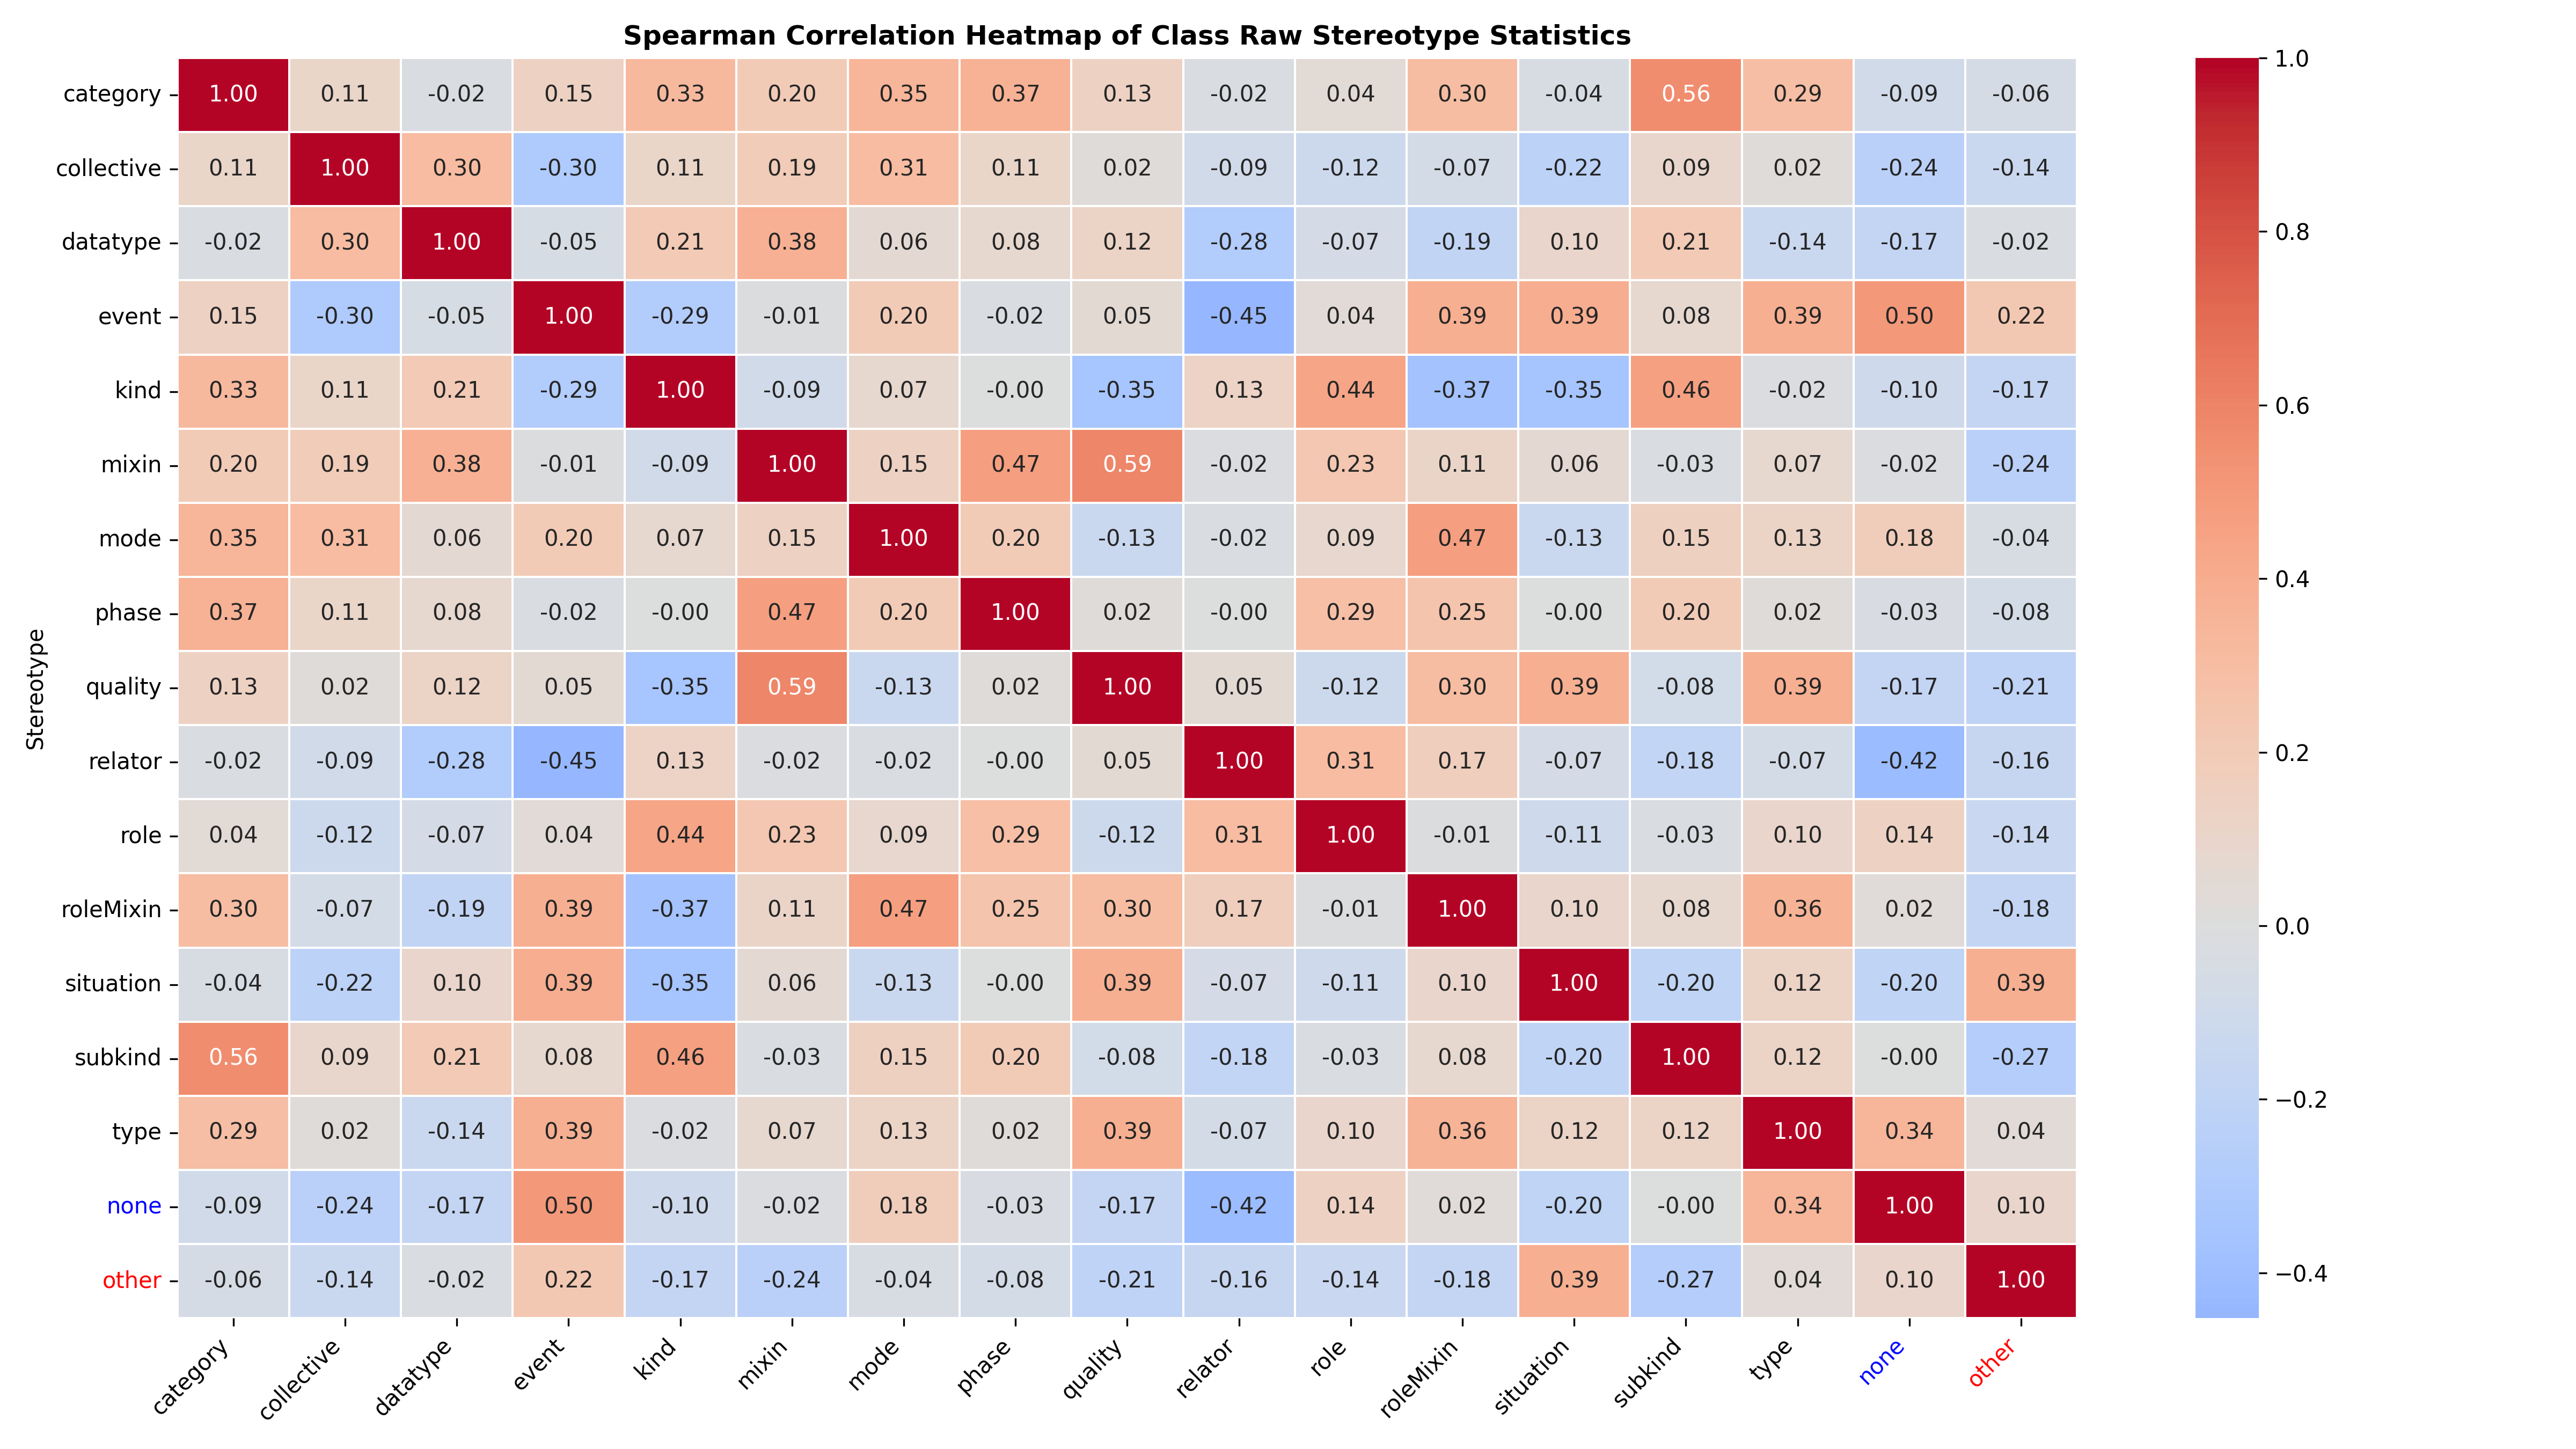 Spearman Correlation Heatmap of Class Raw Stereotype Statistics
category 1.00 0.11 -0.02 0.15 0.33 0.20 0.35 0.37 0.13 -0.02 0.04 0.30 -0.04 0.56 0.29 -0.09 -0.06
collective 0.11 1.00 0.30 -0.30 0.11 0.19 0.31 0.11 0.02 -0.09 -0.12 -0.07 -0.22 0.09 0.02 -0.24 -0.14
datatype -0.02 0.30 1.00 -0.05 0.21 0.38 0.06 0.08 0.12 -0.28 -0.07 -0.19 0.10 0.21 -0.14 -0.17 -0.02
event 0.15 -0.30 -0.05 1.00 -0.29 -0.01 0.20 -0.02 0.05 -0.45 0.04 0.39 0.39 0.08 0.39 0.50 0.22
kind 0.33 0.11 0.21 -0.29 1.00 -0.09 0.07 -0.00 -0.35 0.13 0.44 -0.37 -0.35 0.46 -0.02 -0.10 -0.17
mixin 0.20 0.19 0.38 -0.01 -0.09 1.00 0.15 0.47 0.59 -0.02 0.23 0.11 0.06 -0.03 0.07 -0.02 -0.24
mode 0.35 0.31 0.06 0.20 0.07 0.15 1.00 0.20 -0.13 -0.02 0.09 0.47 -0.13 0.15 0.13 0.18 -0.04
phase 0.37 0.11 0.08 -0.02 -0.00 0.47 0.20 1.00 0.02 -0.00 0.29 0.25 -0.00 0.20 0.02 -0.03 -0.08
quality 0.13 0.02 0.12 0.05 -0.35 0.59 -0.13 0.02 1.00 0.05 -0.12 0.30 0.39 -0.08 0.39 -0.17 -0.21
relator -0.02 -0.09 -0.28 -0.45 0.13 -0.02 -0.02 -0.00 0.05 1.00 0.31 0.17 -0.07 -0.18 -0.07 -0.42 -0.16
role 0.04 -0.12 -0.07 0.04 0.44 0.23 0.09 0.29 -0.12 0.31 1.00 -0.01 -0.11 -0.03 0.10 0.14 -0.14
roleMixin 0.30 -0.07 -0.19 0.39 -0.37 0.11 0.47 0.25 0.30 0.17 -0.01 1.00 0.10 0.08 0.36 0.02 -0.18
situation -0.04 -0.22 0.10 0.39 -0.35 0.06 -0.13 -0.00 0.39 -0.07 -0.11 0.10 1.00 -0.20 0.12 -0.20 0.39
subkind 0.56 0.09 0.21 0.08 0.46 -0.03 0.15 0.20 -0.08 -0.18 -0.03 0.08 -0.20 1.00 0.12 -0.00 -0.27
type 0.29 0.02 -0.14 0.39 -0.02 0.07 0.13 0.02 0.39 -0.07 0.10 0.36 0.12 0.12 1.00 0.34 0.04
none -0.09 -0.24 -0.17 0.50 -0.10 -0.02 0.18 -0.03 -0.17 -0.42 0.14 0.02 -0.20 -0.00 0.34 1.00 0.10
other -0.06 -0.14 -0.02 0.22 -0.17 -0.24 -0.04 -0.08 -0.21 -0.16 -0.14 -0.18 0.39 -0.27 0.04 0.10 1.00
category collective datatype event kind mixin mode phase quality relator role roleMixin situation subkind type none other
Stereotype
1.0
0.8
0.6
0.4
0.2
0.0
−0.2
−0.4